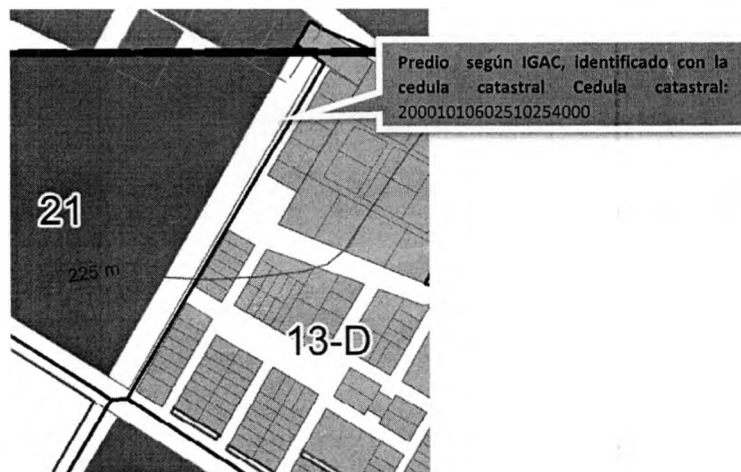 Predio según IGAC, identificado con la
cedula catastral Cedula catastral:
20001010602510254000
21
225 m
13-D